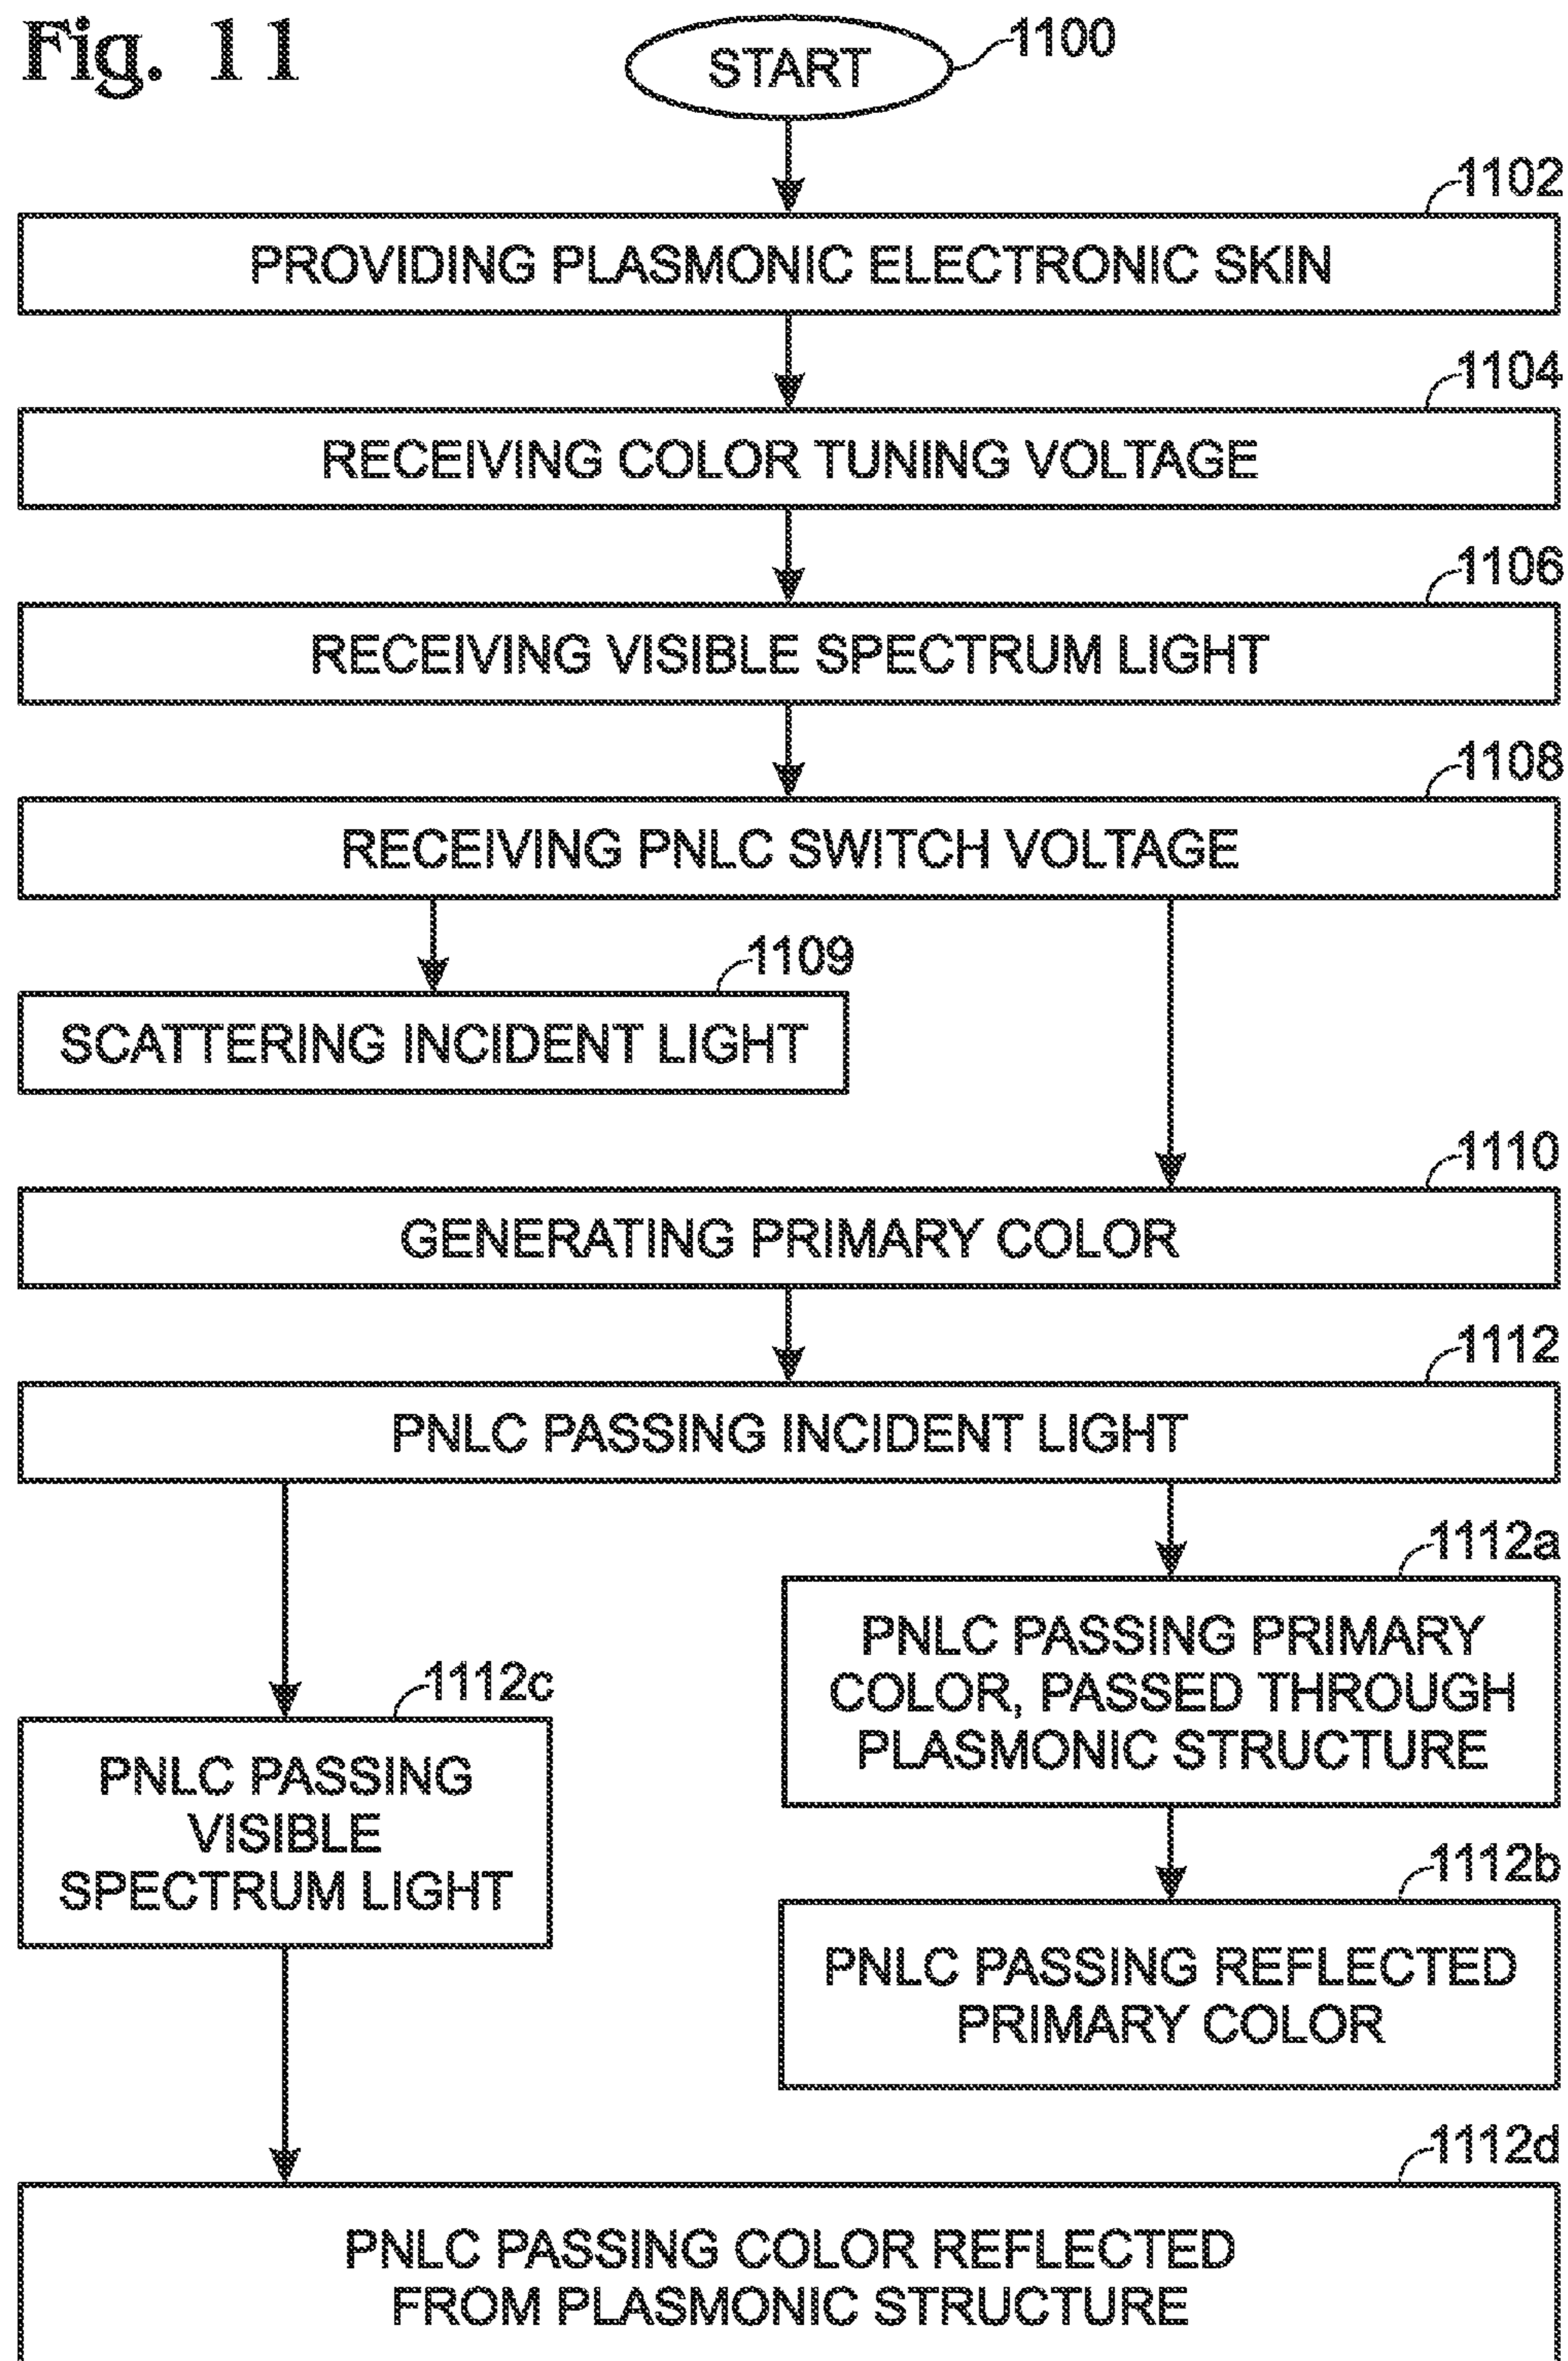 Fig. 11
START
1100
1102
PROVIDING PLASMONIC ELECTRONIC SKIN
1104
RECEIVING COLOR TUNING VOLTAGE
1106
RECEIVING VISIBLE SPECTRUM LIGHT
1108
RECEIVING PNLC SWITCH VOLTAGE
1109
SCATTERING INCIDENT LIGHT
1110
GENERATING PRIMARY COLOR
1112
PNLC PASSING INCIDENT LIGHT
1112a
PNLC PASSING PRIMARY
COLOR, PASSED THROUGH
PLASMONIC STRUCTURE
1112c
PNLC PASSING
VISIBLE
SPECTRUM LIGHT
1112b
PNLC PASSING REFLECTED
PRIMARY COLOR
1112d
PNLC PASSING COLOR REFLECTED
FROM PLASMONIC STRUCTURE